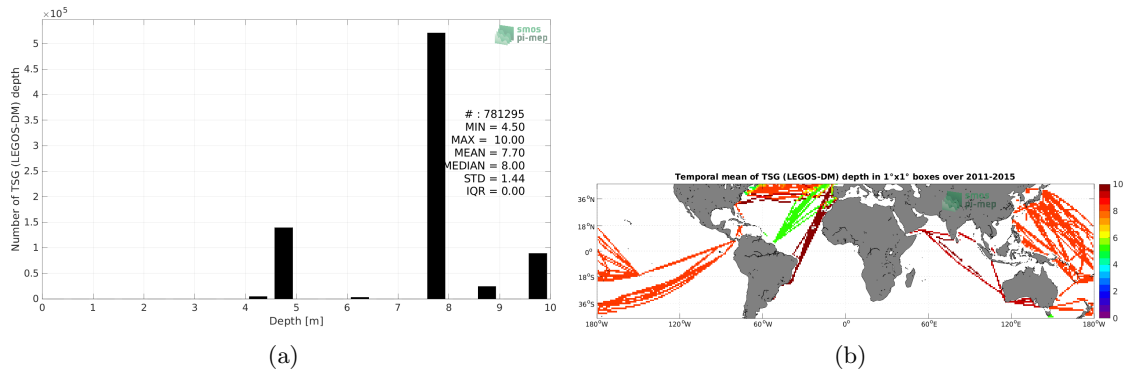 ×10⁵
5
4.5
4
3.5
3
2.5
2
1.5
1
0.5
0
Number of TSG (LEGOS-DM) depth
smos
pi-mep
# : 781295
MIN = 4.50
MAX = 10.00
MEAN = 7.70
MEDIAN = 8.00
STD = 1.44
IQR = 0.00
0 1 2 3 4 5 6 7 8 9 10
Depth [m]
(a)
Temporal mean of TSG (LEGOS-DM) depth in 1°x1° boxes over 2011-2015
smos
pi-mep
36°N
18°N
0°
18°S
36°S
180°W 120°W 60°W 0° 60°E 120°E 180°W
10
8
6
4
2
0
(b)